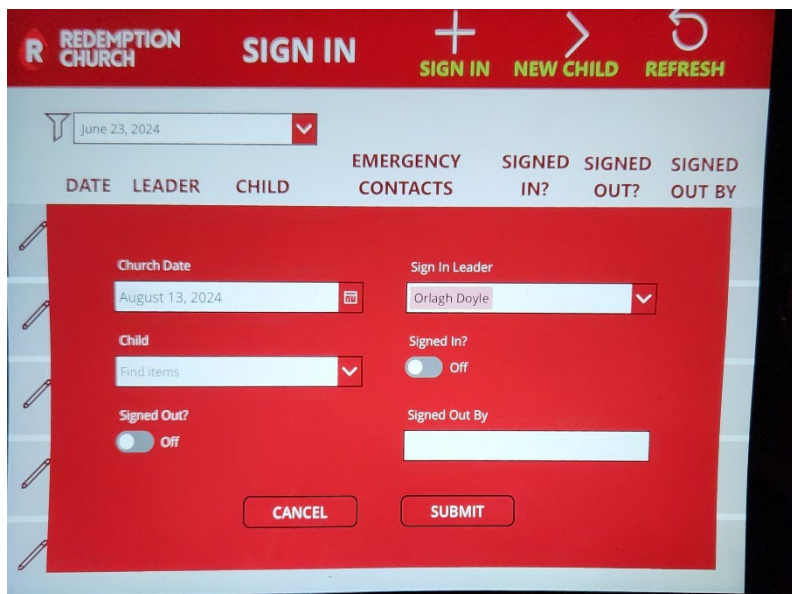 REDEMPTION
CHURCH
R
SIGN IN
SIGN IN
NEW CHILD
REFRESH
June 23, 2024
DATE
LEADER
CHILD
EMERGENCY
CONTACTS
SIGNED
IN?
SIGNED
OUT?
SIGNED
OUT BY
Church Date
August 13, 2024
Sign In Leader
Orlagh Doyle
Child
Find items
Signed In?
Off
Signed Out?
Off
Signed Out By
CANCEL
SUBMIT